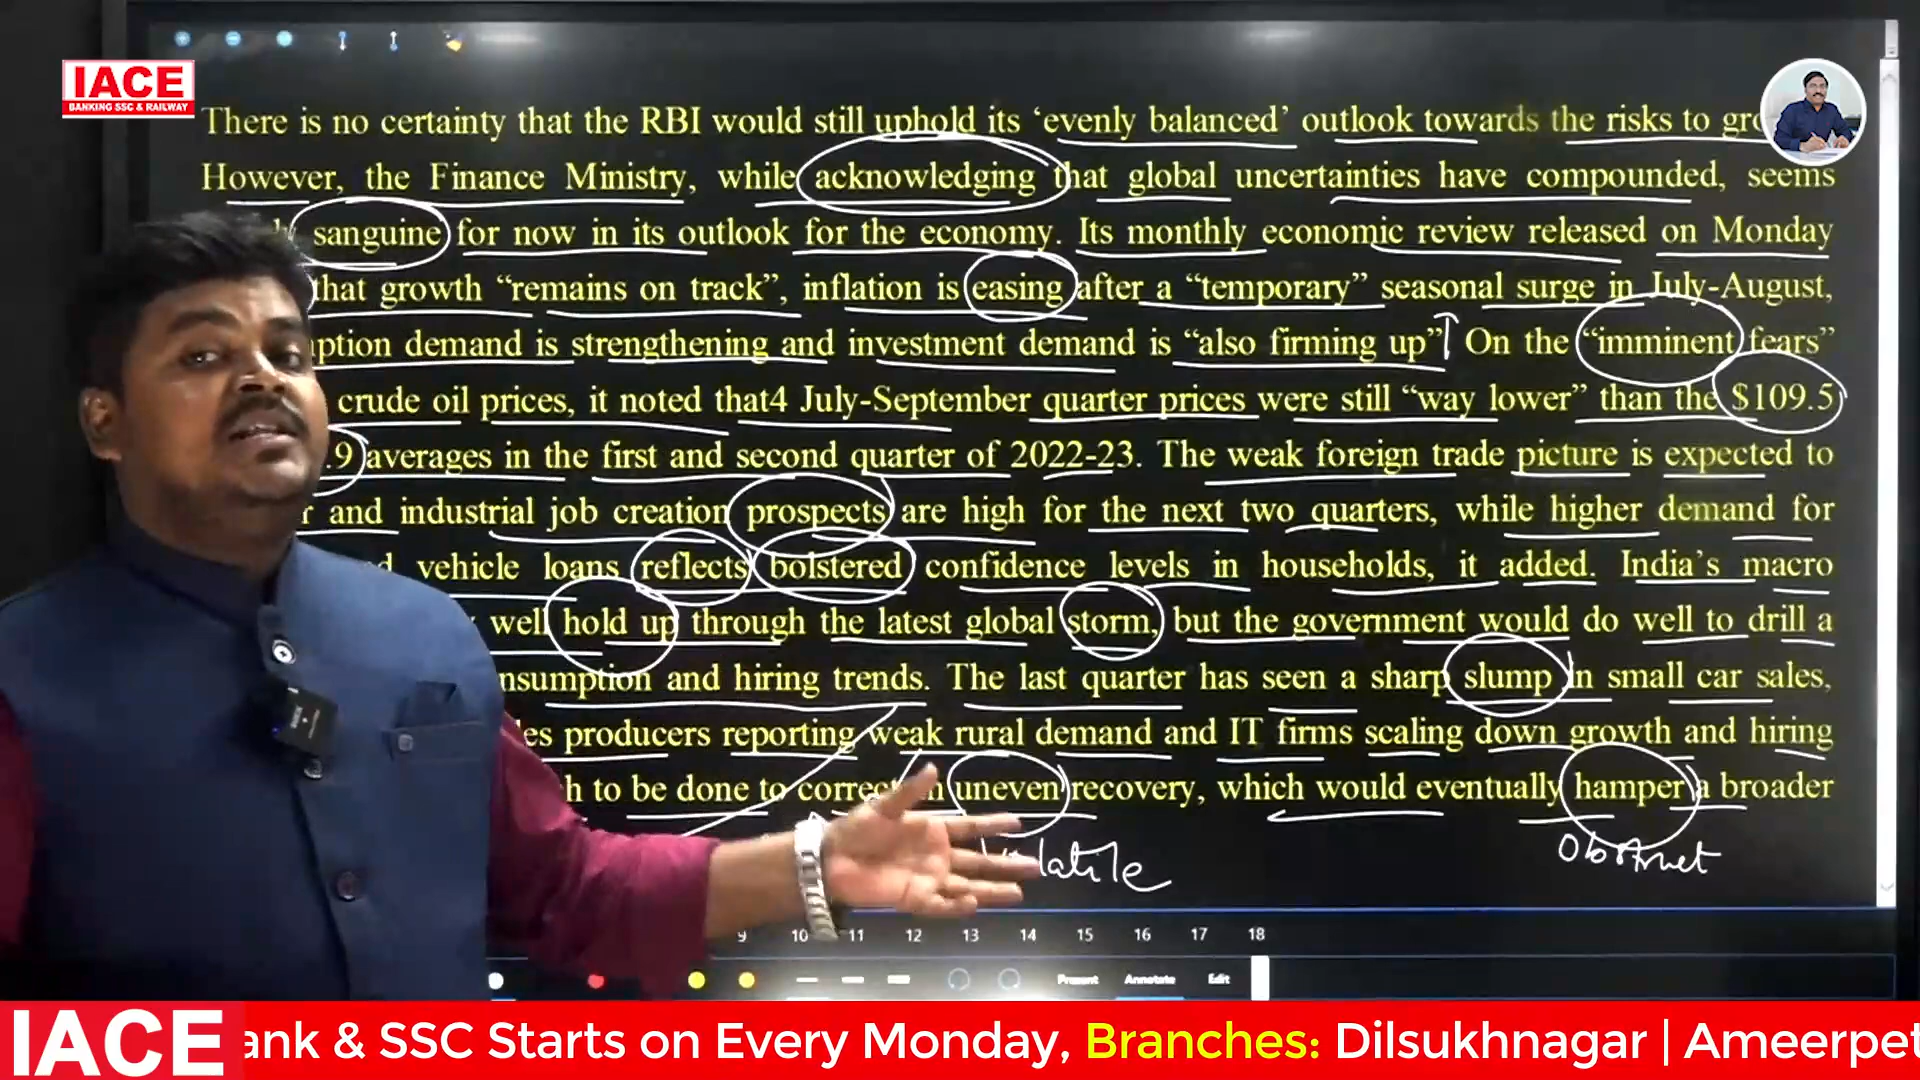 IACE
BANKING SSC & RAILWAY
There is no certainty that the RBI would still uphold its ‘evenly balanced’ outlook towards the risks to
However, the Finance Ministry, while acknowledging that global uncertainties have compounded, seems
sanguine for now in its outlook for the economy. Its monthly economic review released on Monday
that growth “remains on track”, inflation is easing after a “temporary” seasonal surge in July-August,
demand is strengthening and investment demand is “also firming up” On the “imminent fears”
crude oil prices, it noted that4 July-September quarter prices were still “way lower” than the $109.5
.9 averages in the first and second quarter of 2022-23. The weak foreign trade picture is expected to
and industrial job creation prospects are high for the next two quarters, while higher demand for
vehicle loans reflects bolstered confidence levels in households, it added. India’s macro
well hold up through the latest global storm, but the government would do well to drill a
nsumption and hiring trends. The last quarter has seen a sharp slump in small car sales,
es producers reporting weak rural demand and IT firms scaling down growth and hiring
to be done to correct uneven recovery, which would eventually hamper a broader
Obstruct
9 10 11 12 13 14 15 16 17 18
Present Annotate Edit
IACE
ank & SSC Starts on Every Monday, Branches: Dilsukhnagar | Ameerpet